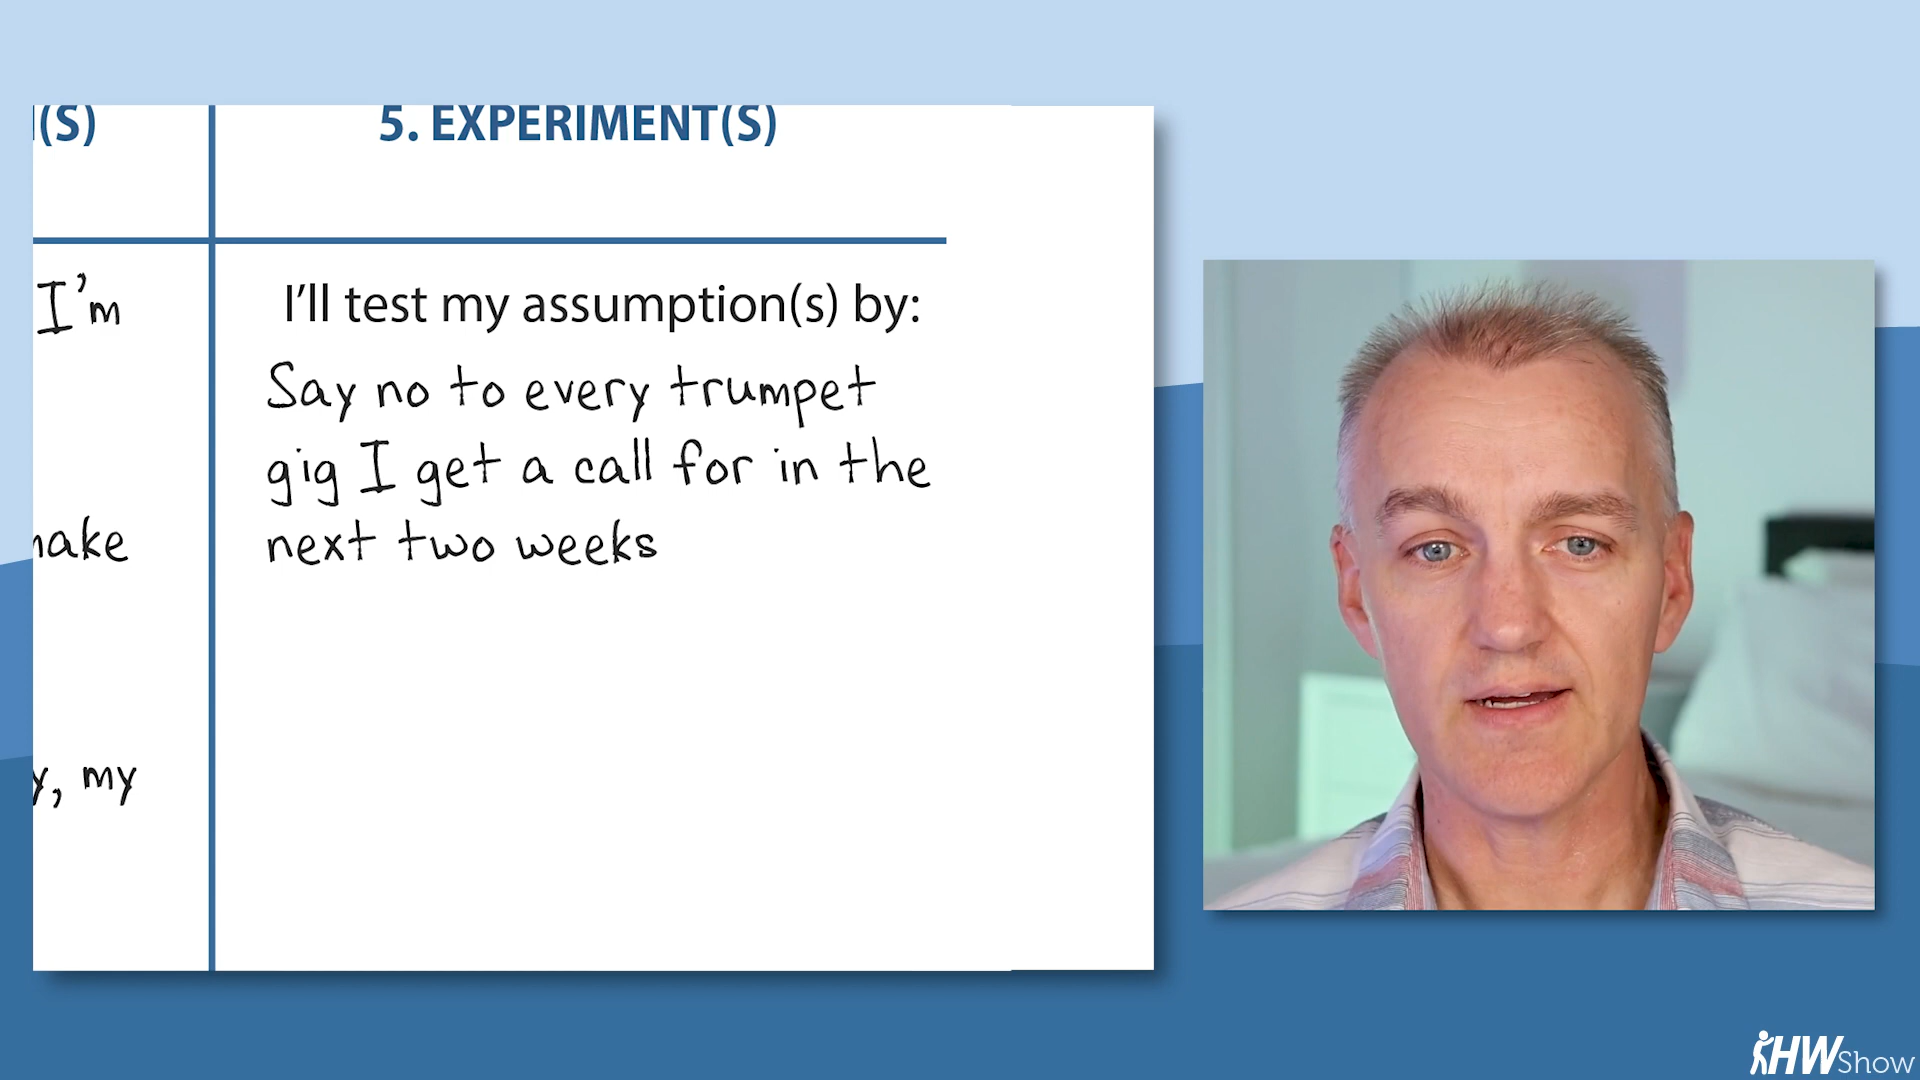 (S)
5. EXPERIMENT(S)
I'm
I'll test my assumption(s) by:
Say no to every trumpet
gig I get a call for in the
next two weeks
my
HWShow